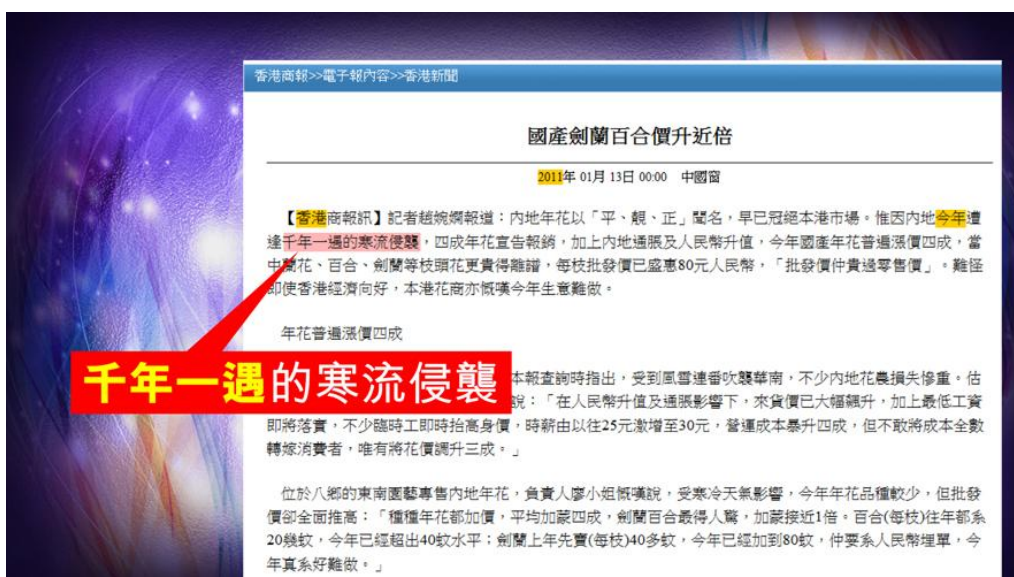 香港商報>>電子報內容>>香港新聞
國產劍蘭百合價升近倍
2011年 01月 13日 00:00 中國窗
【香港商報訊】記者趙婉嫻報道：內地年花以「平、靚、正」聞名，早已冠絕本港市場。惟因內地今年遭
逢千年一遇的寒流侵襲，四成年花宣告報銷，加上內地通脹及人民幣升值，今年國產年花普遍漲價四成，當
中蘭花、百合、劍蘭等枝頭花更貴得離譜，每枝批發價已盛惠80元人民幣，「批發價仲貴過零售價」。難怪
即使香港經濟向好，本港花商亦慨嘆今年生意難做。
年花普遍漲價四成
千年一遇的寒流侵襲
本報查詢時指出，受到風雪連番吹襲華南，不少內地花農損失慘重。估
說：「在人民幣升值及通脹影響下，來貨價已大幅飆升，加上最低工資
即將落實，不少臨時工即時抬高身價，時薪由以往25元激增至30元，營運成本暴升四成，但不敢將成本全數
轉嫁消費者，唯有將花價調升三成。」
位於八鄉的東南園藝專售內地年花，負責人廖小姐慨嘆說，受寒冷天氣影響，今年年花品種較少，但批發
價卻全面推高：「種種年花都加價，平均加蒙四成，劍蘭百合最得人驚，加蒙接近1倍。百合(每枝)往年都系
20幾蚊，今年已經超出40蚊水平；劍蘭上年先賣(每枝)40多蚊，今年已經加到80蚊，仲要系人民幣埋單，今
年真系好難做。」